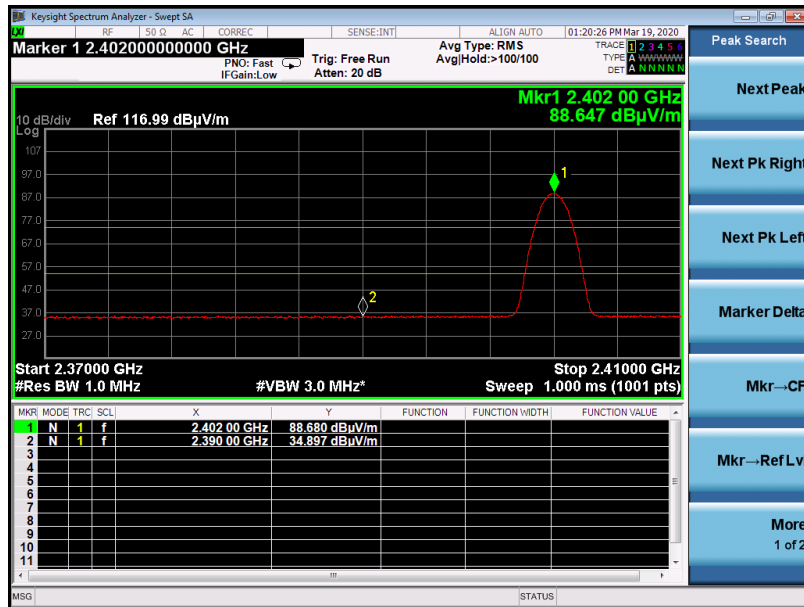 Keysight Spectrum Analyzer - Swept SA
LXI RF 50 Ω AC CORREC SENSE:INT ALIGN AUTO 01:20:26 PM Mar 19, 2020
Marker 1 2.402000000000 GHz
PNO: Fast
IFGain:Low
Trig: Free Run
Atten: 20 dB
Avg Type: RMS
Avg|Hold:>100/100
TRACE 1 2 3 4 5 6
TYPE A WWWWW
DET A N N N N N
Mkr1 2.402 00 GHz
88.647 dBµV/m
10 dB/div Ref 116.99 dBµV/m
Log
107
97.0
87.0
77.0
67.0
57.0
47.0
37.0
27.0
1
2
Start 2.37000 GHz Stop 2.41000 GHz
#Res BW 1.0 MHz #VBW 3.0 MHz* Sweep 1.000 ms (1001 pts)
MKR MODE TRC SCL X Y FUNCTION FUNCTION WIDTH FUNCTION VALUE
1 N 1 f 2.402 00 GHz 88.680 dBµV/m
2 N 1 f 2.390 00 GHz 34.897 dBµV/m
3
4
5
6
7
8
9
10
11
MSG STATUS
Peak Search
Next Peak
Next Pk Right
Next Pk Left
Marker Delta
Mkr→CF
Mkr→Ref Lv
More
1 of 2